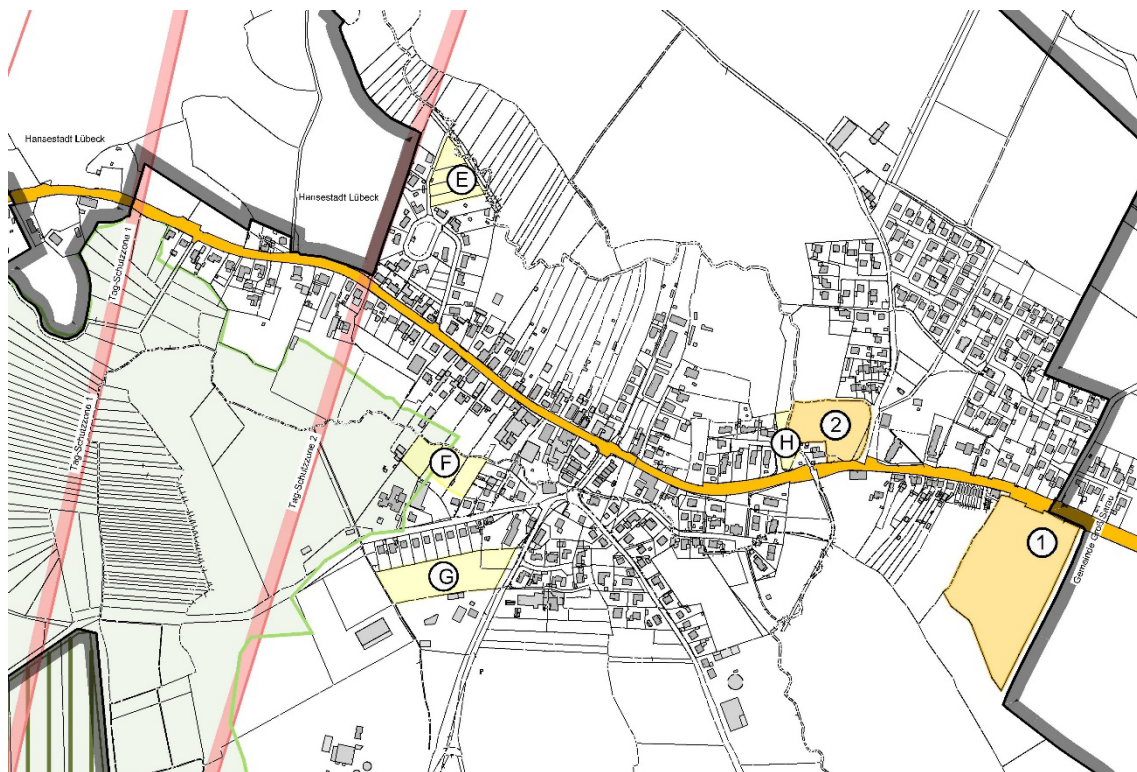 Hansestadt Lübeck
Hansestadt Lübeck
Tag-Schutzzone 1
Tag-Schutzzone 1
Tag-Schutzzone 2
E
F
G
H
2
1
Gemeinde Groß Sarau
P